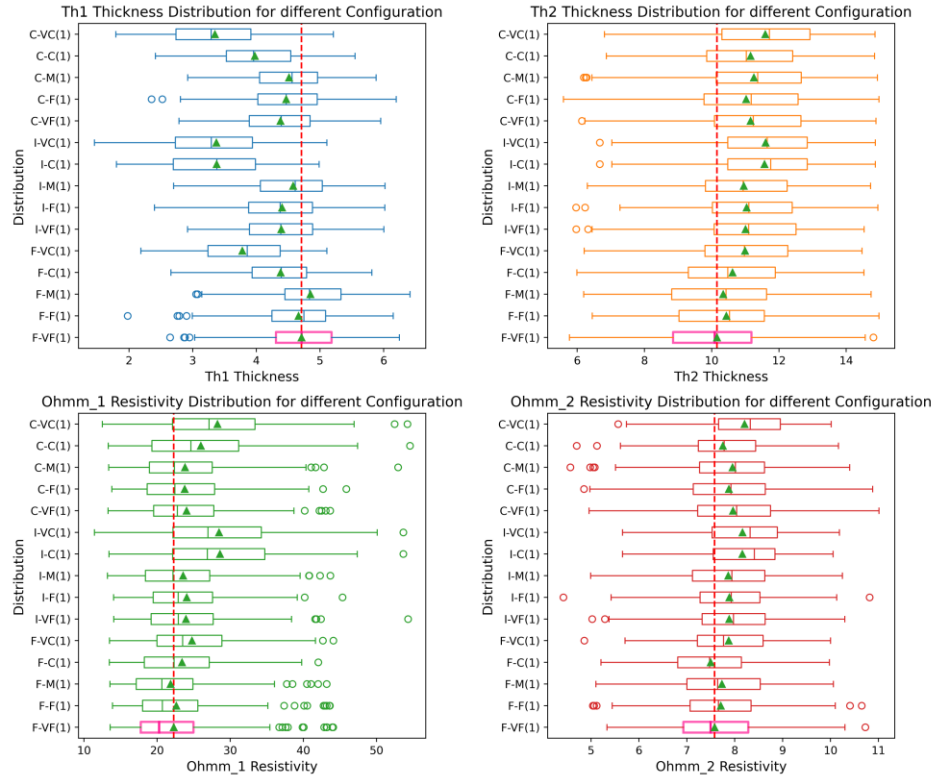 Th1 Thickness Distribution for different Configuration
Distribution
C-VC(1)
C-C(1)
C-M(1)
C-F(1)
C-VF(1)
I-VC(1)
I-C(1)
I-M(1)
I-F(1)
I-VF(1)
F-VC(1)
F-C(1)
F-M(1)
F-F(1)
F-VF(1)
2 3 4 5 6
Th1 Thickness
Th2 Thickness Distribution for different Configuration
Distribution
C-VC(1)
C-C(1)
C-M(1)
C-F(1)
C-VF(1)
I-VC(1)
I-C(1)
I-M(1)
I-F(1)
I-VF(1)
F-VC(1)
F-C(1)
F-M(1)
F-F(1)
F-VF(1)
6 8 10 12 14
Th2 Thickness
Ohmm_1 Resistivity Distribution for different Configuration
Distribution
C-VC(1)
C-C(1)
C-M(1)
C-F(1)
C-VF(1)
I-VC(1)
I-C(1)
I-M(1)
I-F(1)
I-VF(1)
F-VC(1)
F-C(1)
F-M(1)
F-F(1)
F-VF(1)
10 20 30 40 50
Ohmm_1 Resistivity
Ohmm_2 Resistivity Distribution for different Configuration
Distribution
C-VC(1)
C-C(1)
C-M(1)
C-F(1)
C-VF(1)
I-VC(1)
I-C(1)
I-M(1)
I-F(1)
I-VF(1)
F-VC(1)
F-C(1)
F-M(1)
F-F(1)
F-VF(1)
5 6 7 8 9 10 11
Ohmm_2 Resistivity